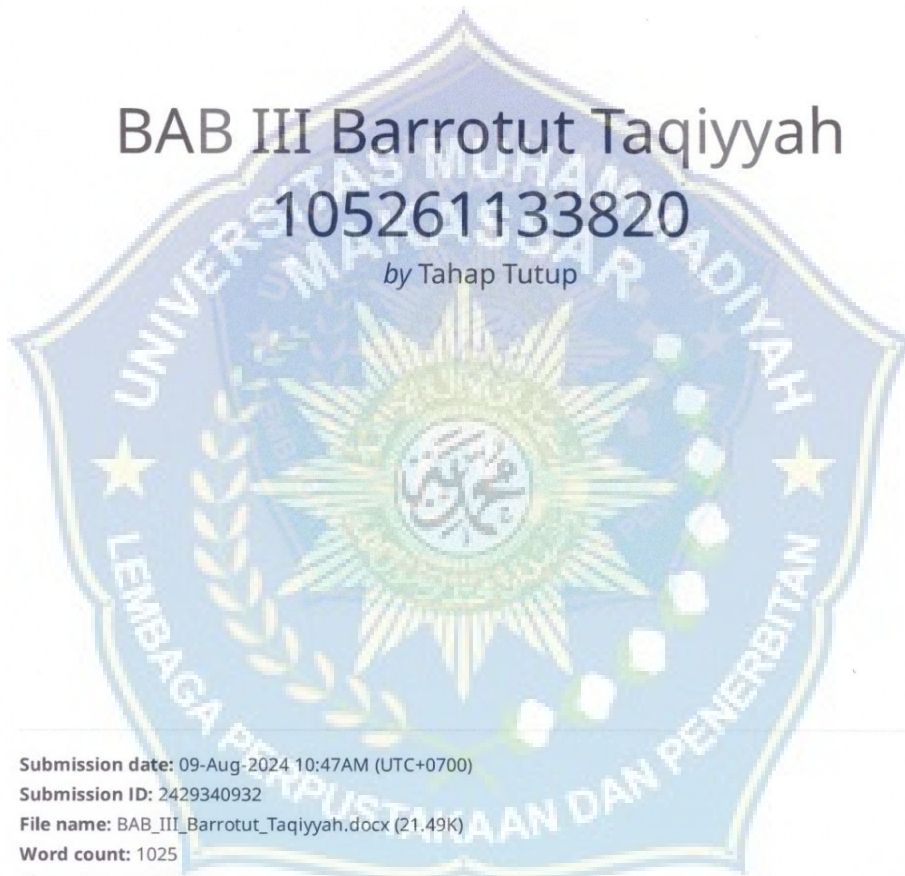 BAB III Barrotut Taqiyyah
105261133820
by Tahap Tutup
UNIVERSITAS MUHAMMADIYAH
MAKASSAR
LEMBAGA PERPUSTAKAAN DAN PENERBITAN
Submission date: 09-Aug-2024 10:47AM (UTC+0700)
Submission ID: 2429340932
File name: BAB_III_Barrotut_Taqiyyah.docx (21.49K)
Word count: 1025